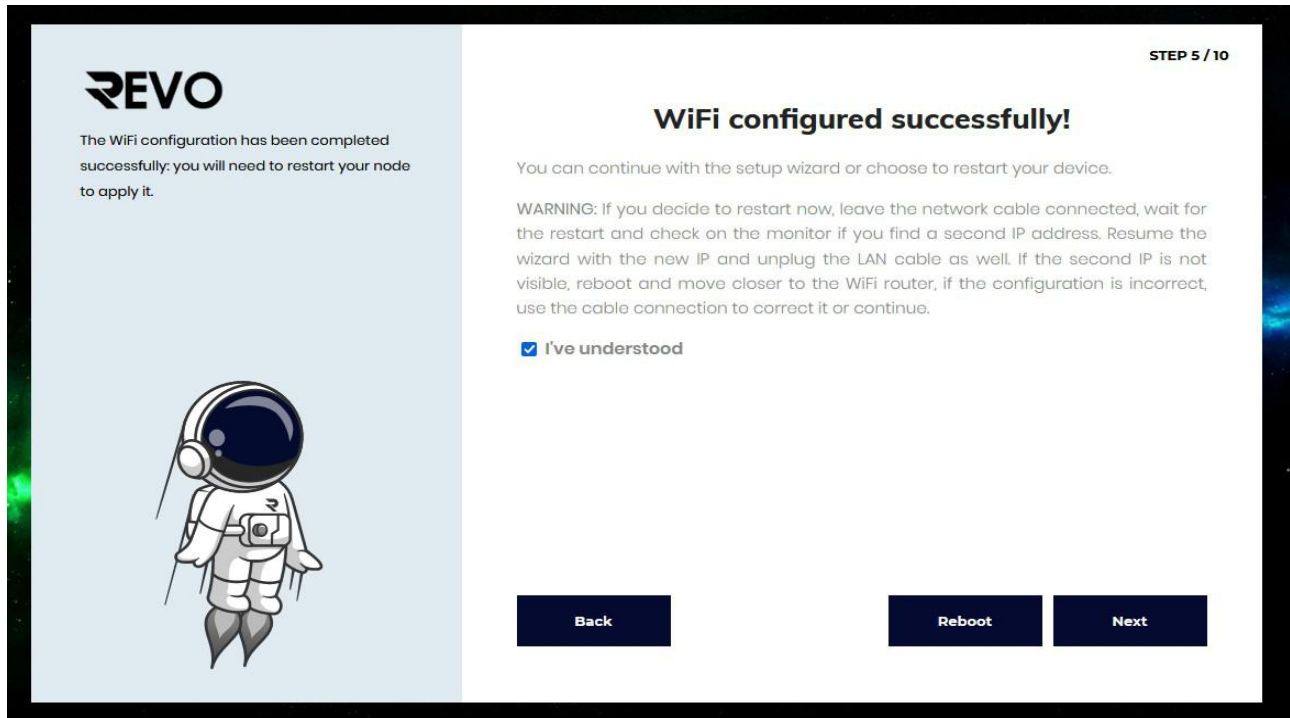 STEP 5 / 10
REVO
The WiFi configuration has been completed
successfully: you will need to restart your node
to apply it.
WiFi configured successfully!
You can continue with the setup wizard or choose to restart your device.
WARNING: If you decide to restart now, leave the network cable connected, wait for
the restart and check on the monitor if you find a second IP address. Resume the
wizard with the new IP and unplug the LAN cable as well. If the second IP is not
visible, reboot and move closer to the WiFi router, if the configuration is incorrect,
use the cable connection to correct it or continue.
I've understood
Back
Reboot
Next